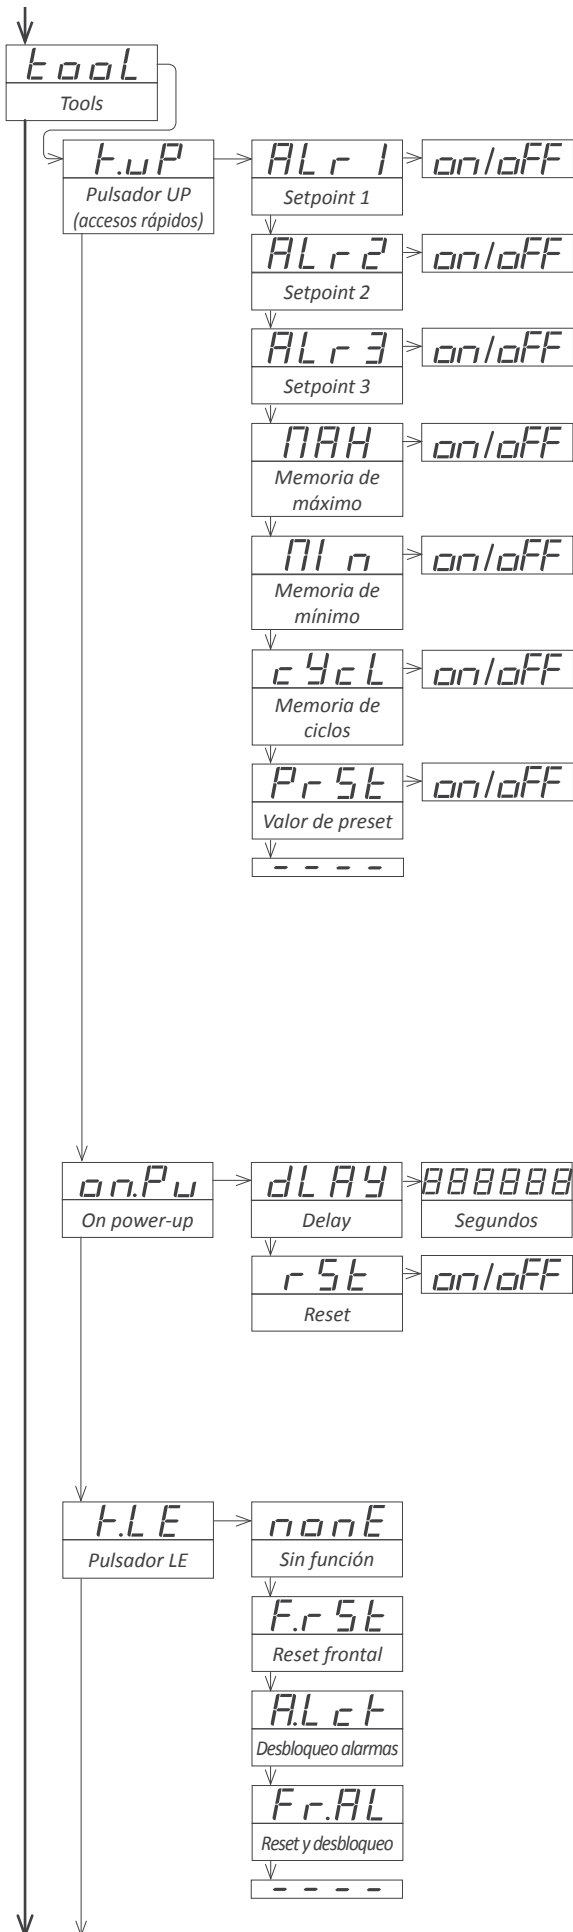 tooL
Tools
t.uP
Pulsador UP
(accesos rápidos)
ALr1
on/oFF
Setpoint 1
ALr2
on/oFF
Setpoint 2
ALr3
on/oFF
Setpoint 3
MAH
on/oFF
Memoria de
máximo
MIn
on/oFF
Memoria de
mínimo
cYcL
on/oFF
Memoria de
ciclos
PrSt
on/oFF
Valor de preset
----
on.Pu
On power-up
dLAY
Delay
888888
Segundos
rSt
on/oFF
Reset
K.LE
Pulsador LE
nonE
Sin función
F.rSt
Reset frontal
A.LcK
Desbloqueo alarmas
Fr.AL
Reset y desbloqueo
----